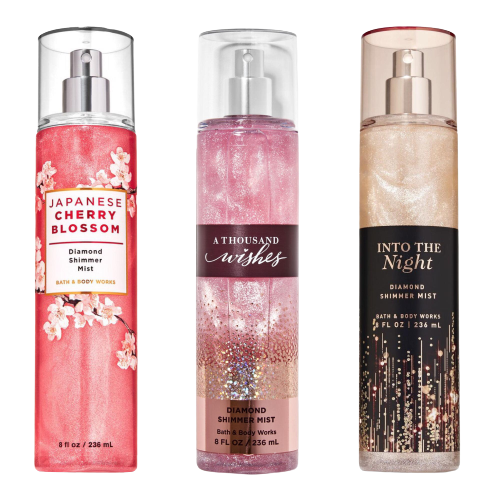 JAPANESE
CHERRY
BLOSSOM
Diamond
Shimmer
Mist
BATH & BODY WORKS
8 fl oz / 236 mL
A THOUSAND
wishes
DIAMOND
SHIMMER MIST
Bath & Body Works
8 FL OZ / 236 mL
INTO THE
Night
DIAMOND
SHIMMER MIST
BATH & BODY WORKS
8 FL OZ | 236 mL